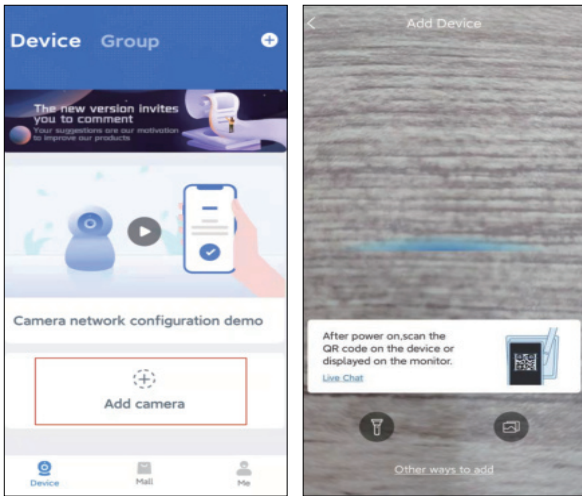 Device Group
The new version invites
you to comment
Your suggestions are our motivation
to improve our products
Camera network configuration demo
Add camera
Device Mall Me
Add Device
After power on,scan the
QR code on the device or
displayed on the monitor.
Live Chat
Other ways to add